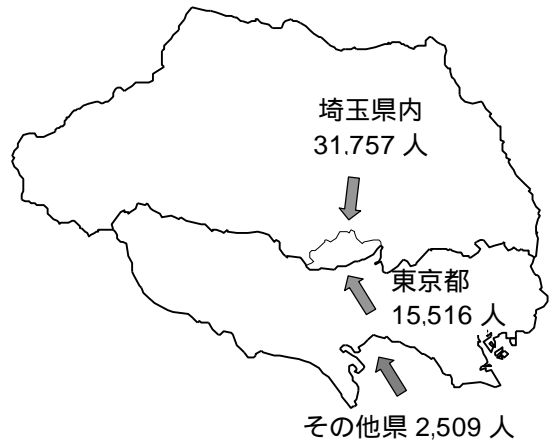 埼玉県内
31,757 人
東京都
15,516 人
その他県 2,509 人